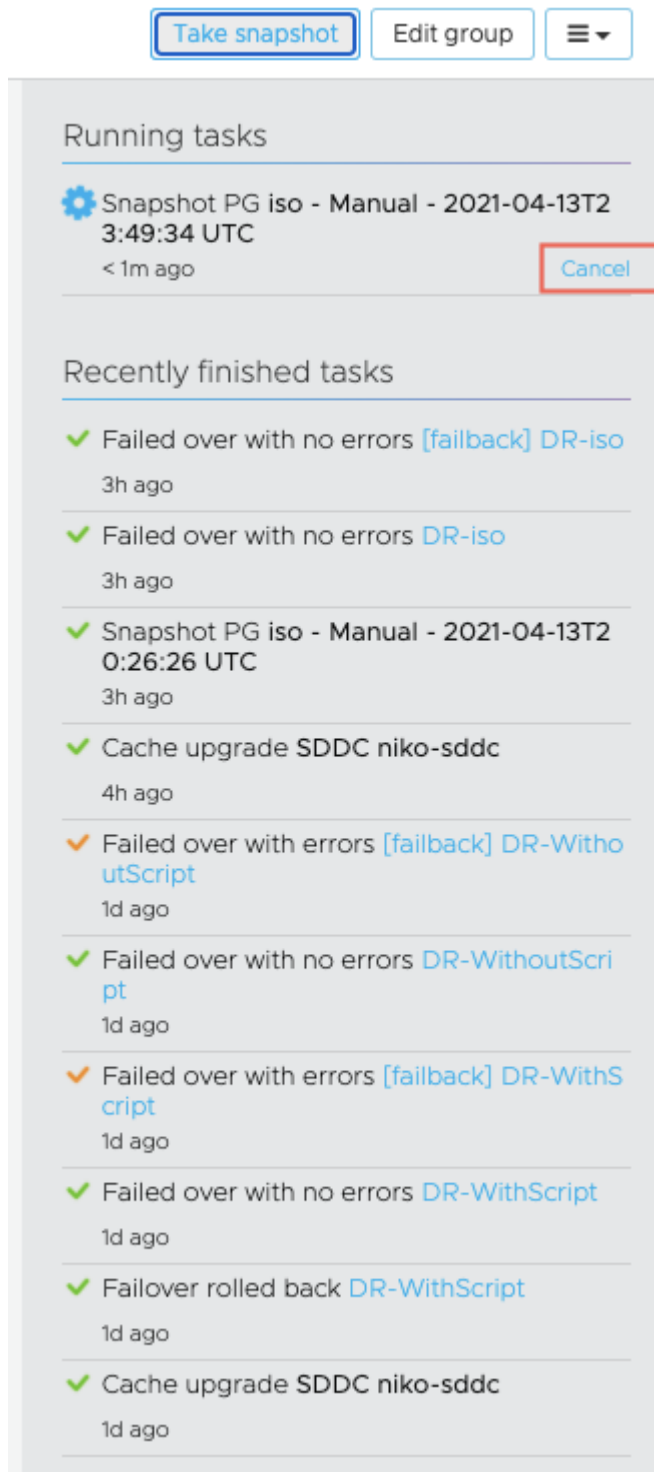 Take snapshot Edit group
Running tasks
Snapshot PG iso - Manual - 2021-04-13T2
3:49:34 UTC
< 1m ago Cancel
Recently finished tasks
Failed over with no errors [failback] DR-iso
3h ago
Failed over with no errors DR-iso
3h ago
Snapshot PG iso - Manual - 2021-04-13T2
0:26:26 UTC
3h ago
Cache upgrade SDDC niko-sddc
4h ago
Failed over with errors [failback] DR-Witho
utScript
1d ago
Failed over with no errors DR-WithoutScri
pt
1d ago
Failed over with errors [failback] DR-WithS
cript
1d ago
Failed over with no errors DR-WithScript
1d ago
Failover rolled back DR-WithScript
1d ago
Cache upgrade SDDC niko-sddc
1d ago